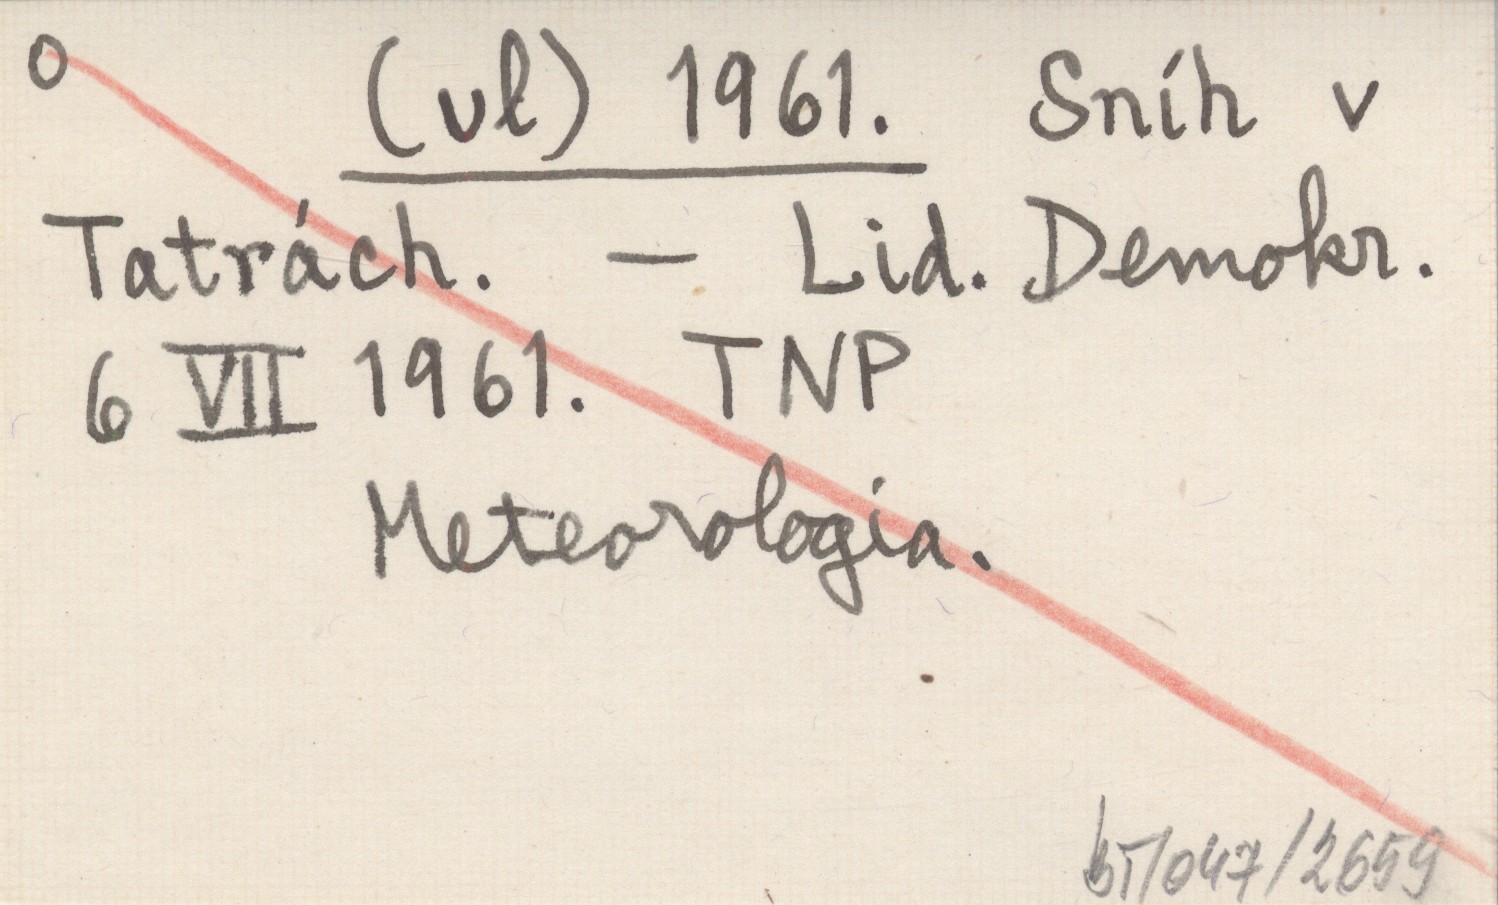 o (vl) 1961. Sníh v
Tatrách. — Lid. Demokr.
6 VII 1961. TNP
Meteorologia.
bT/047/2659